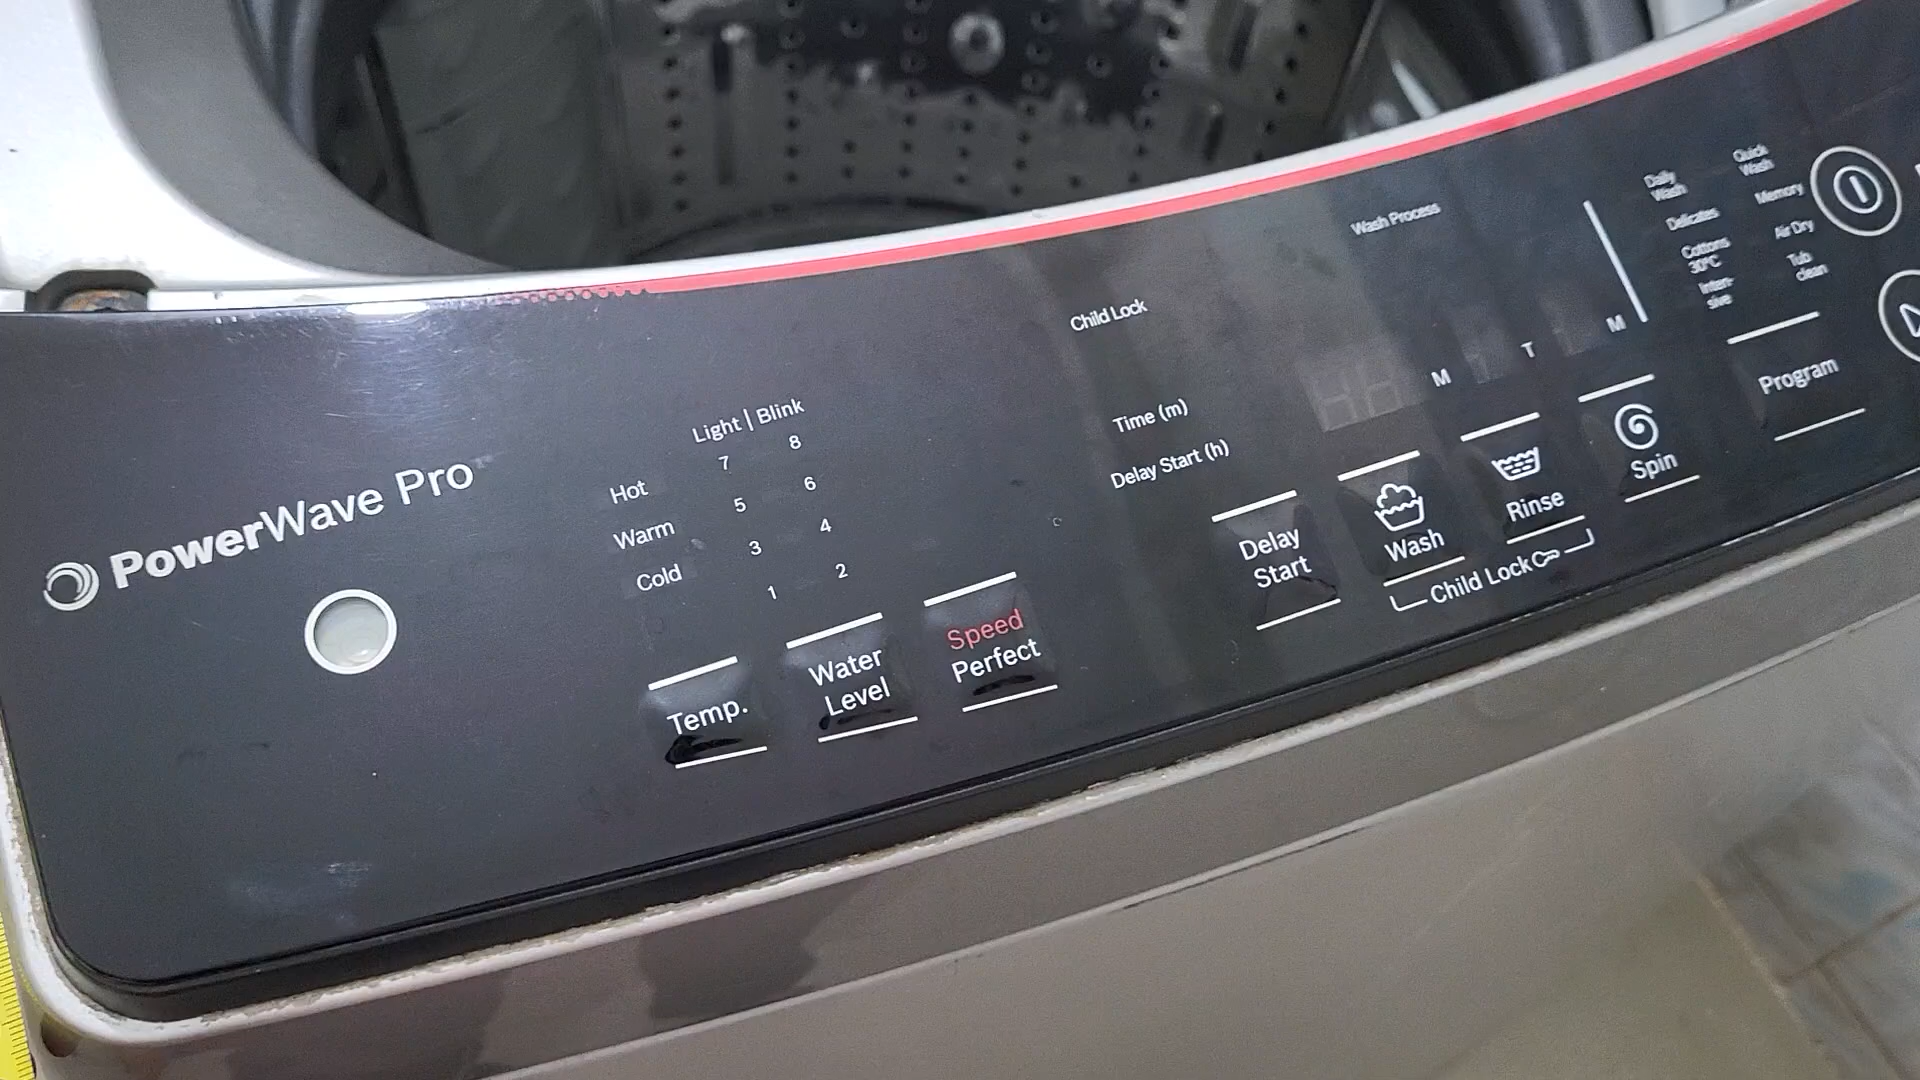 PowerWave Pro
Light | Blink
7 8
5 6
3 4
1 2
Hot
Warm
Cold
Temp.
Water
Level
Speed
Perfect
Child Lock
Time (m)
Delay Start (h)
Wash Process
M
T
M
Delay
Start
Wash
Rinse
Spin
Child Lock
Daily
Wash
Delicates
Cottons
30°C
Inten-
sive
Quick
Wash
Memory
Air Dry
Tub
clean
Program